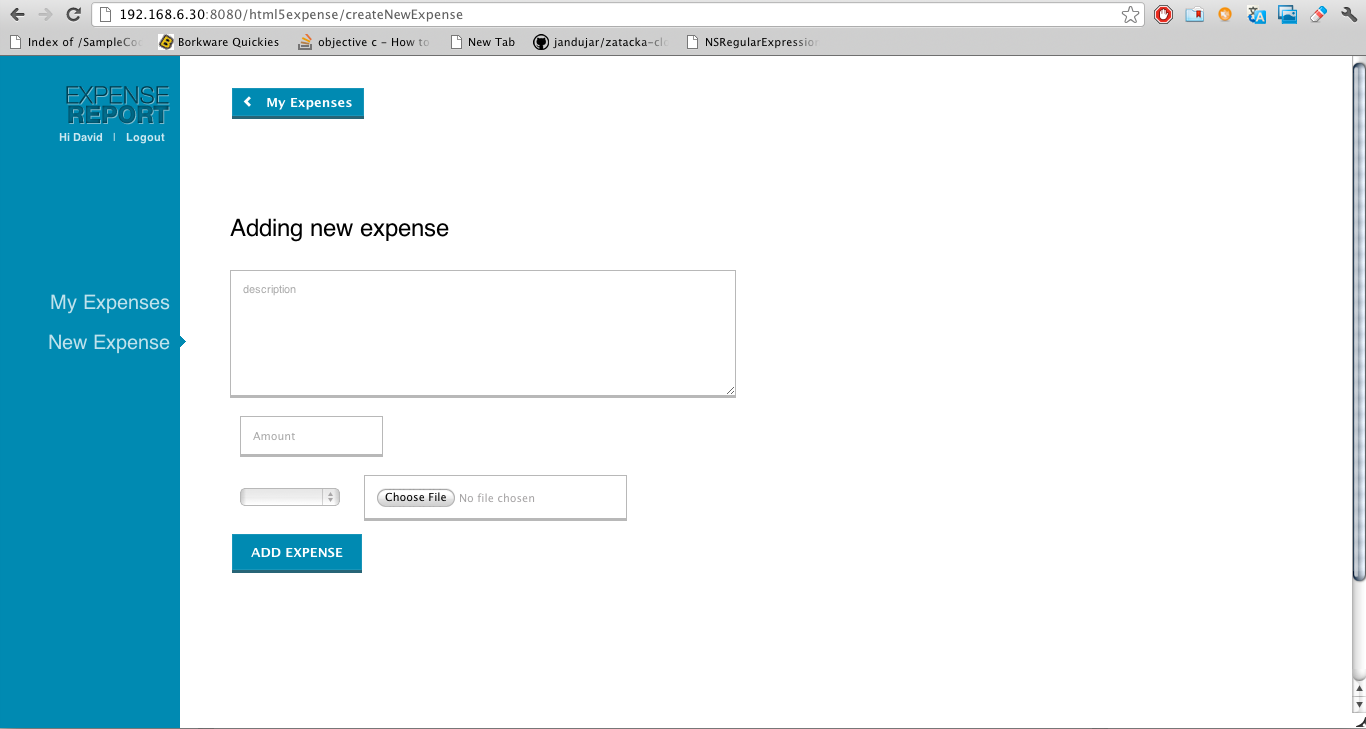 192.168.6.30:8080/html5expense/createNewExpense
Index of /SampleCo Borkware Quickies objective c - How to New Tab jandujar/zatacka-clo NSRegularExpression
EXPENSE
REPORT
Hi David | Logout
My Expenses
New Expense
My Expenses
Adding new expense
description
Amount
Choose File No file chosen
ADD EXPENSE